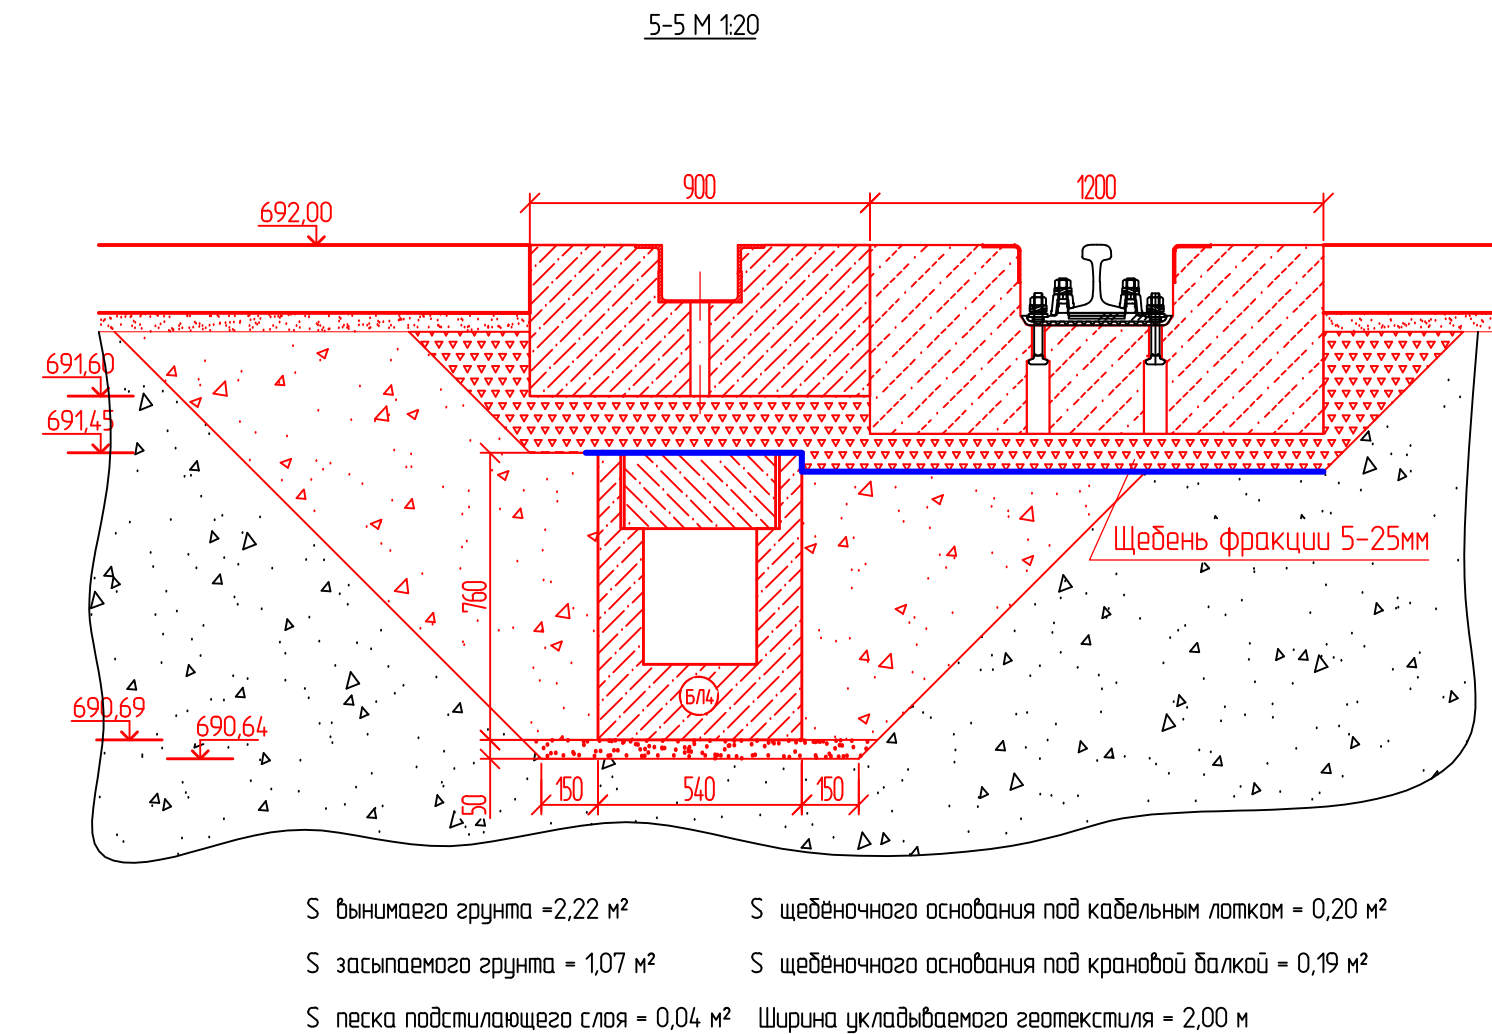 5-5 М 1:20
900
1200
692,00
691,60
691,45
Щебень фракции 5-25мм
760
690,69
БЛ4
690,64
150
540
150
50
S вынимаего грунта =2,22 м²
S щебёночного основания под кабельным лотком = 0,20 м²
S засыпаемого грунта = 1,07 м²
S щебёночного основания под крановой балкой = 0,19 м²
S песка подстилающего слоя = 0,04 м²
Ширина укладываемого геотекстиля = 2,00 м